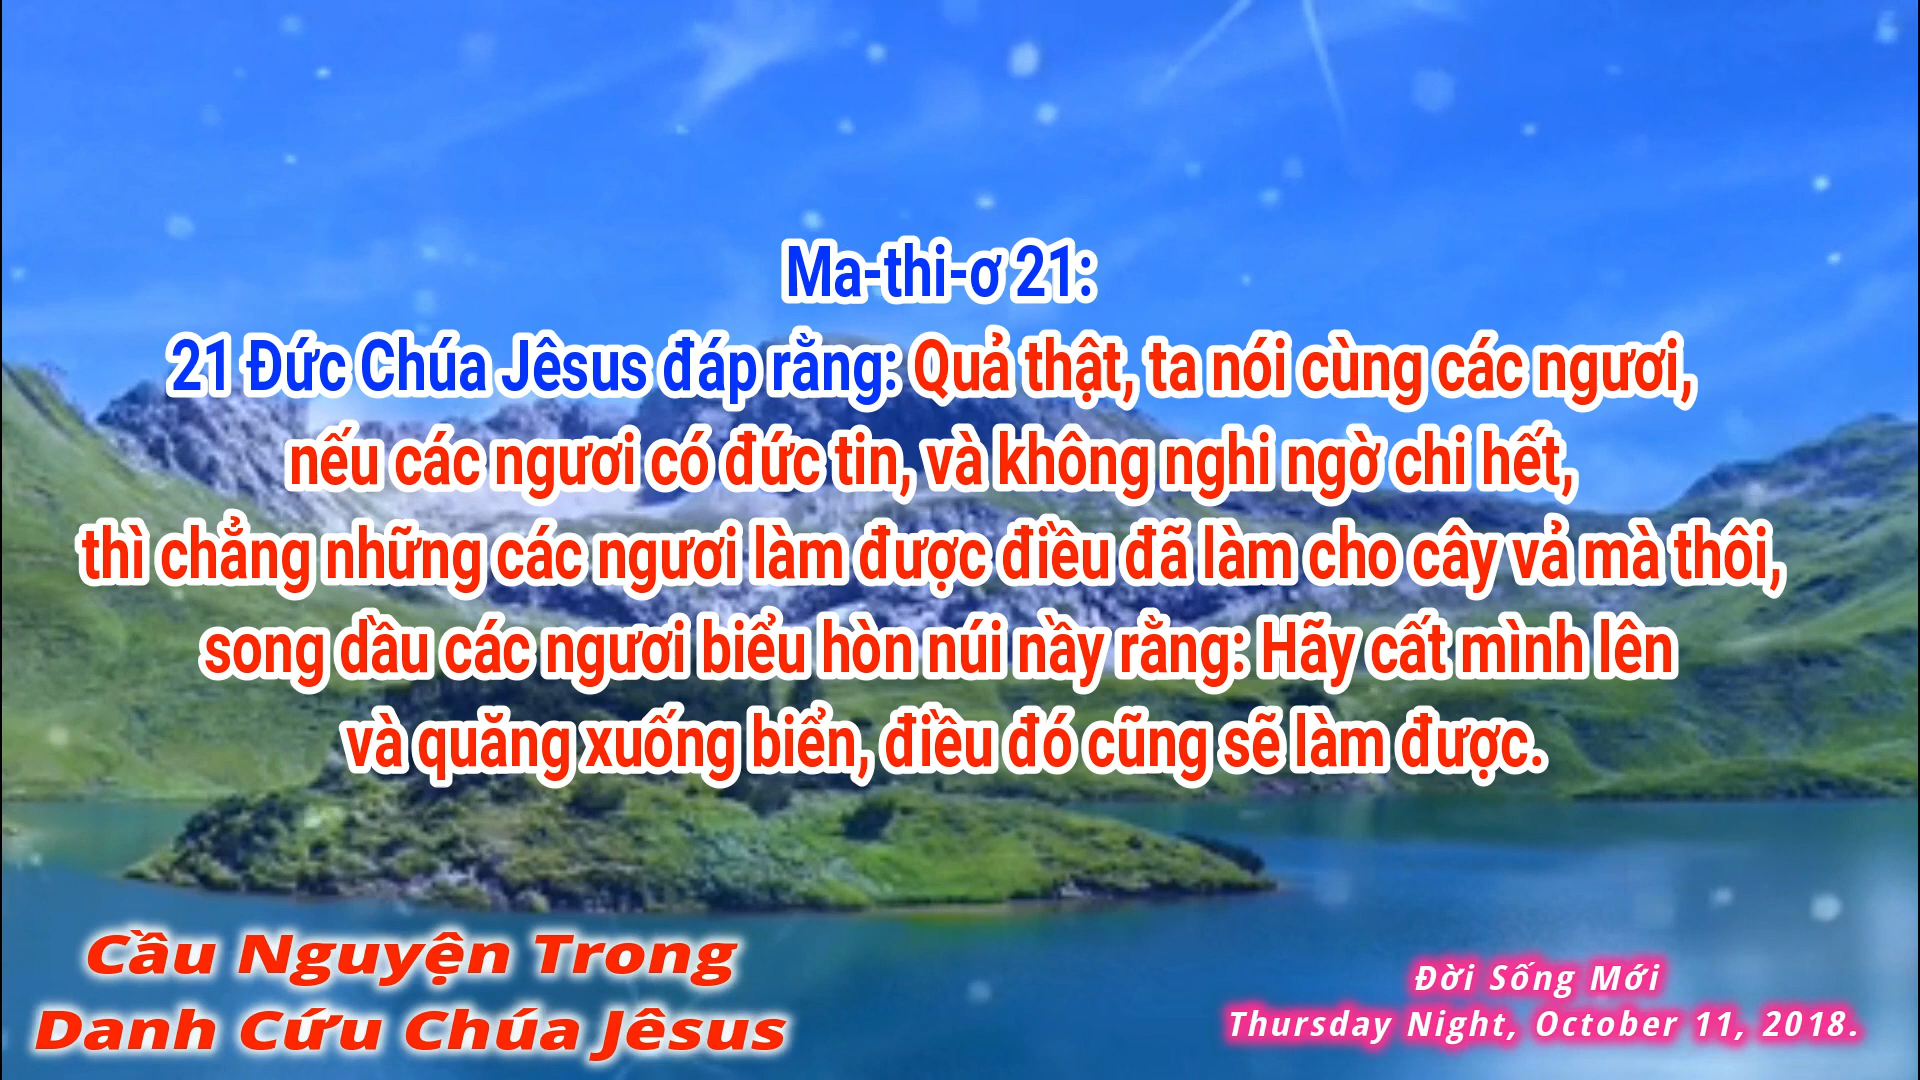 Ma-thi-ơ 21:
21 Đức Chúa Jêsus đáp rằng: Quả thật, ta nói cùng các ngươi,
nếu các ngươi có đức tin, và không nghi ngờ chi hết,
thì chẳng những các ngươi làm được điều đã làm cho cây vả mà thôi,
song dầu các ngươi biểu hòn núi nầy rằng: Hãy cất mình lên
và quăng xuống biển, điều đó cũng sẽ làm được.
Cầu Nguyện Trong
Danh Cứu Chúa Jêsus
Đời Sống Mới
Thursday Night, October 11, 2018.